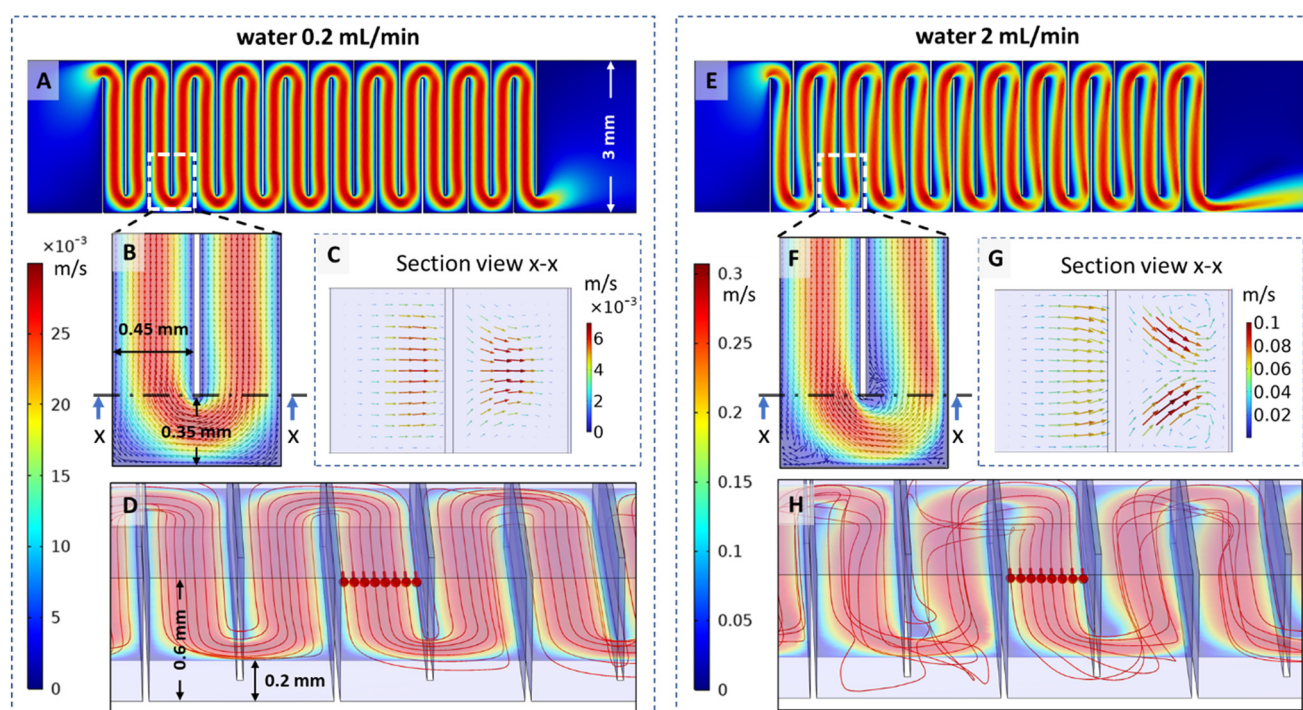 water 0.2 mL/min
A
3 mm
×10⁻³
m/s
25
20
15
10
5
0
B
0.45 mm
0.35 mm
X
X
C
Section view x-x
m/s
×10⁻³
6
4
2
0
D
0.6 mm
0.2 mm
water 2 mL/min
E
0.3
m/s
0.25
0.2
0.15
0.1
0.05
0
F
X
X
G
Section view x-x
m/s
0.1
0.08
0.06
0.04
0.02
H